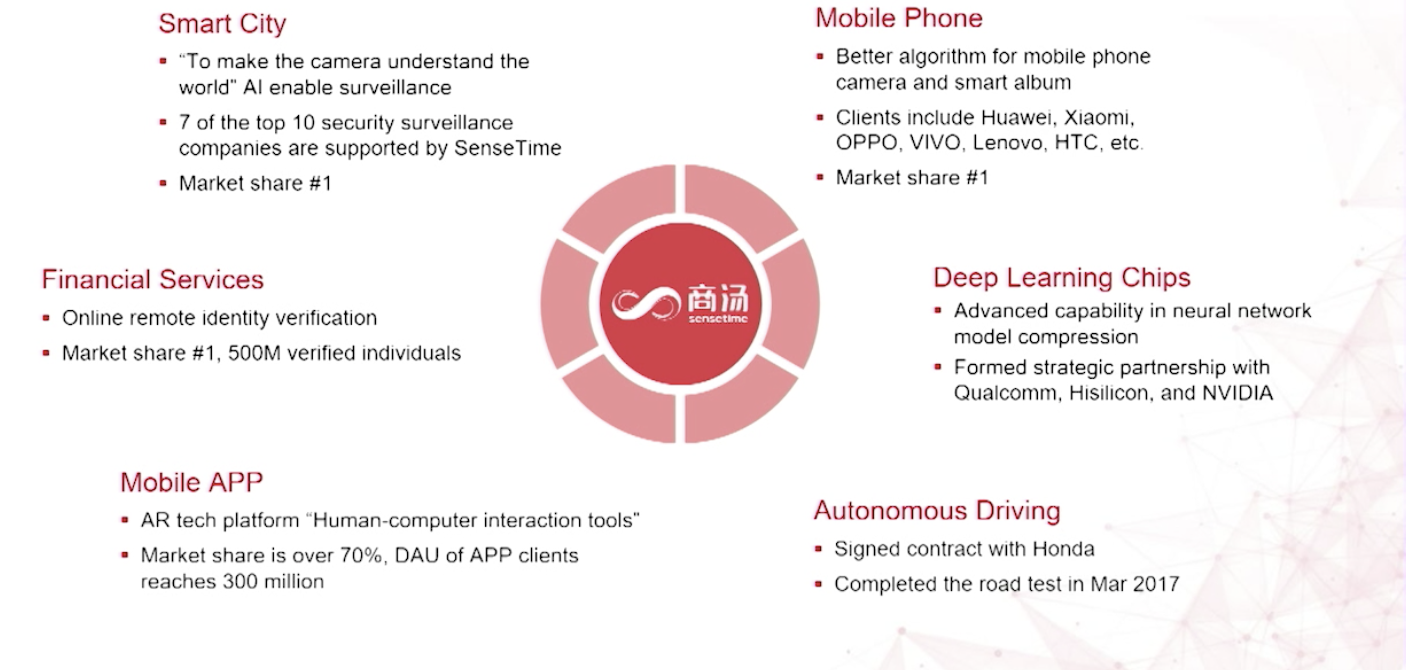 Smart City
“To make the camera understand the
world” AI enable surveillance
7 of the top 10 security surveillance
companies are supported by SenseTime
Market share #1
Mobile Phone
Better algorithm for mobile phone
camera and smart album
Clients include Huawei, Xiaomi,
OPPO, VIVO, Lenovo, HTC, etc.
Market share #1
Financial Services
Online remote identity verification
Market share #1, 500M verified individuals
商汤
sensetime
Deep Learning Chips
Advanced capability in neural network
model compression
Formed strategic partnership with
Qualcomm, Hisilicon, and NVIDIA
Mobile APP
AR tech platform “Human-computer interaction tools”
Market share is over 70%, DAU of APP clients
reaches 300 million
Autonomous Driving
Signed contract with Honda
Completed the road test in Mar 2017